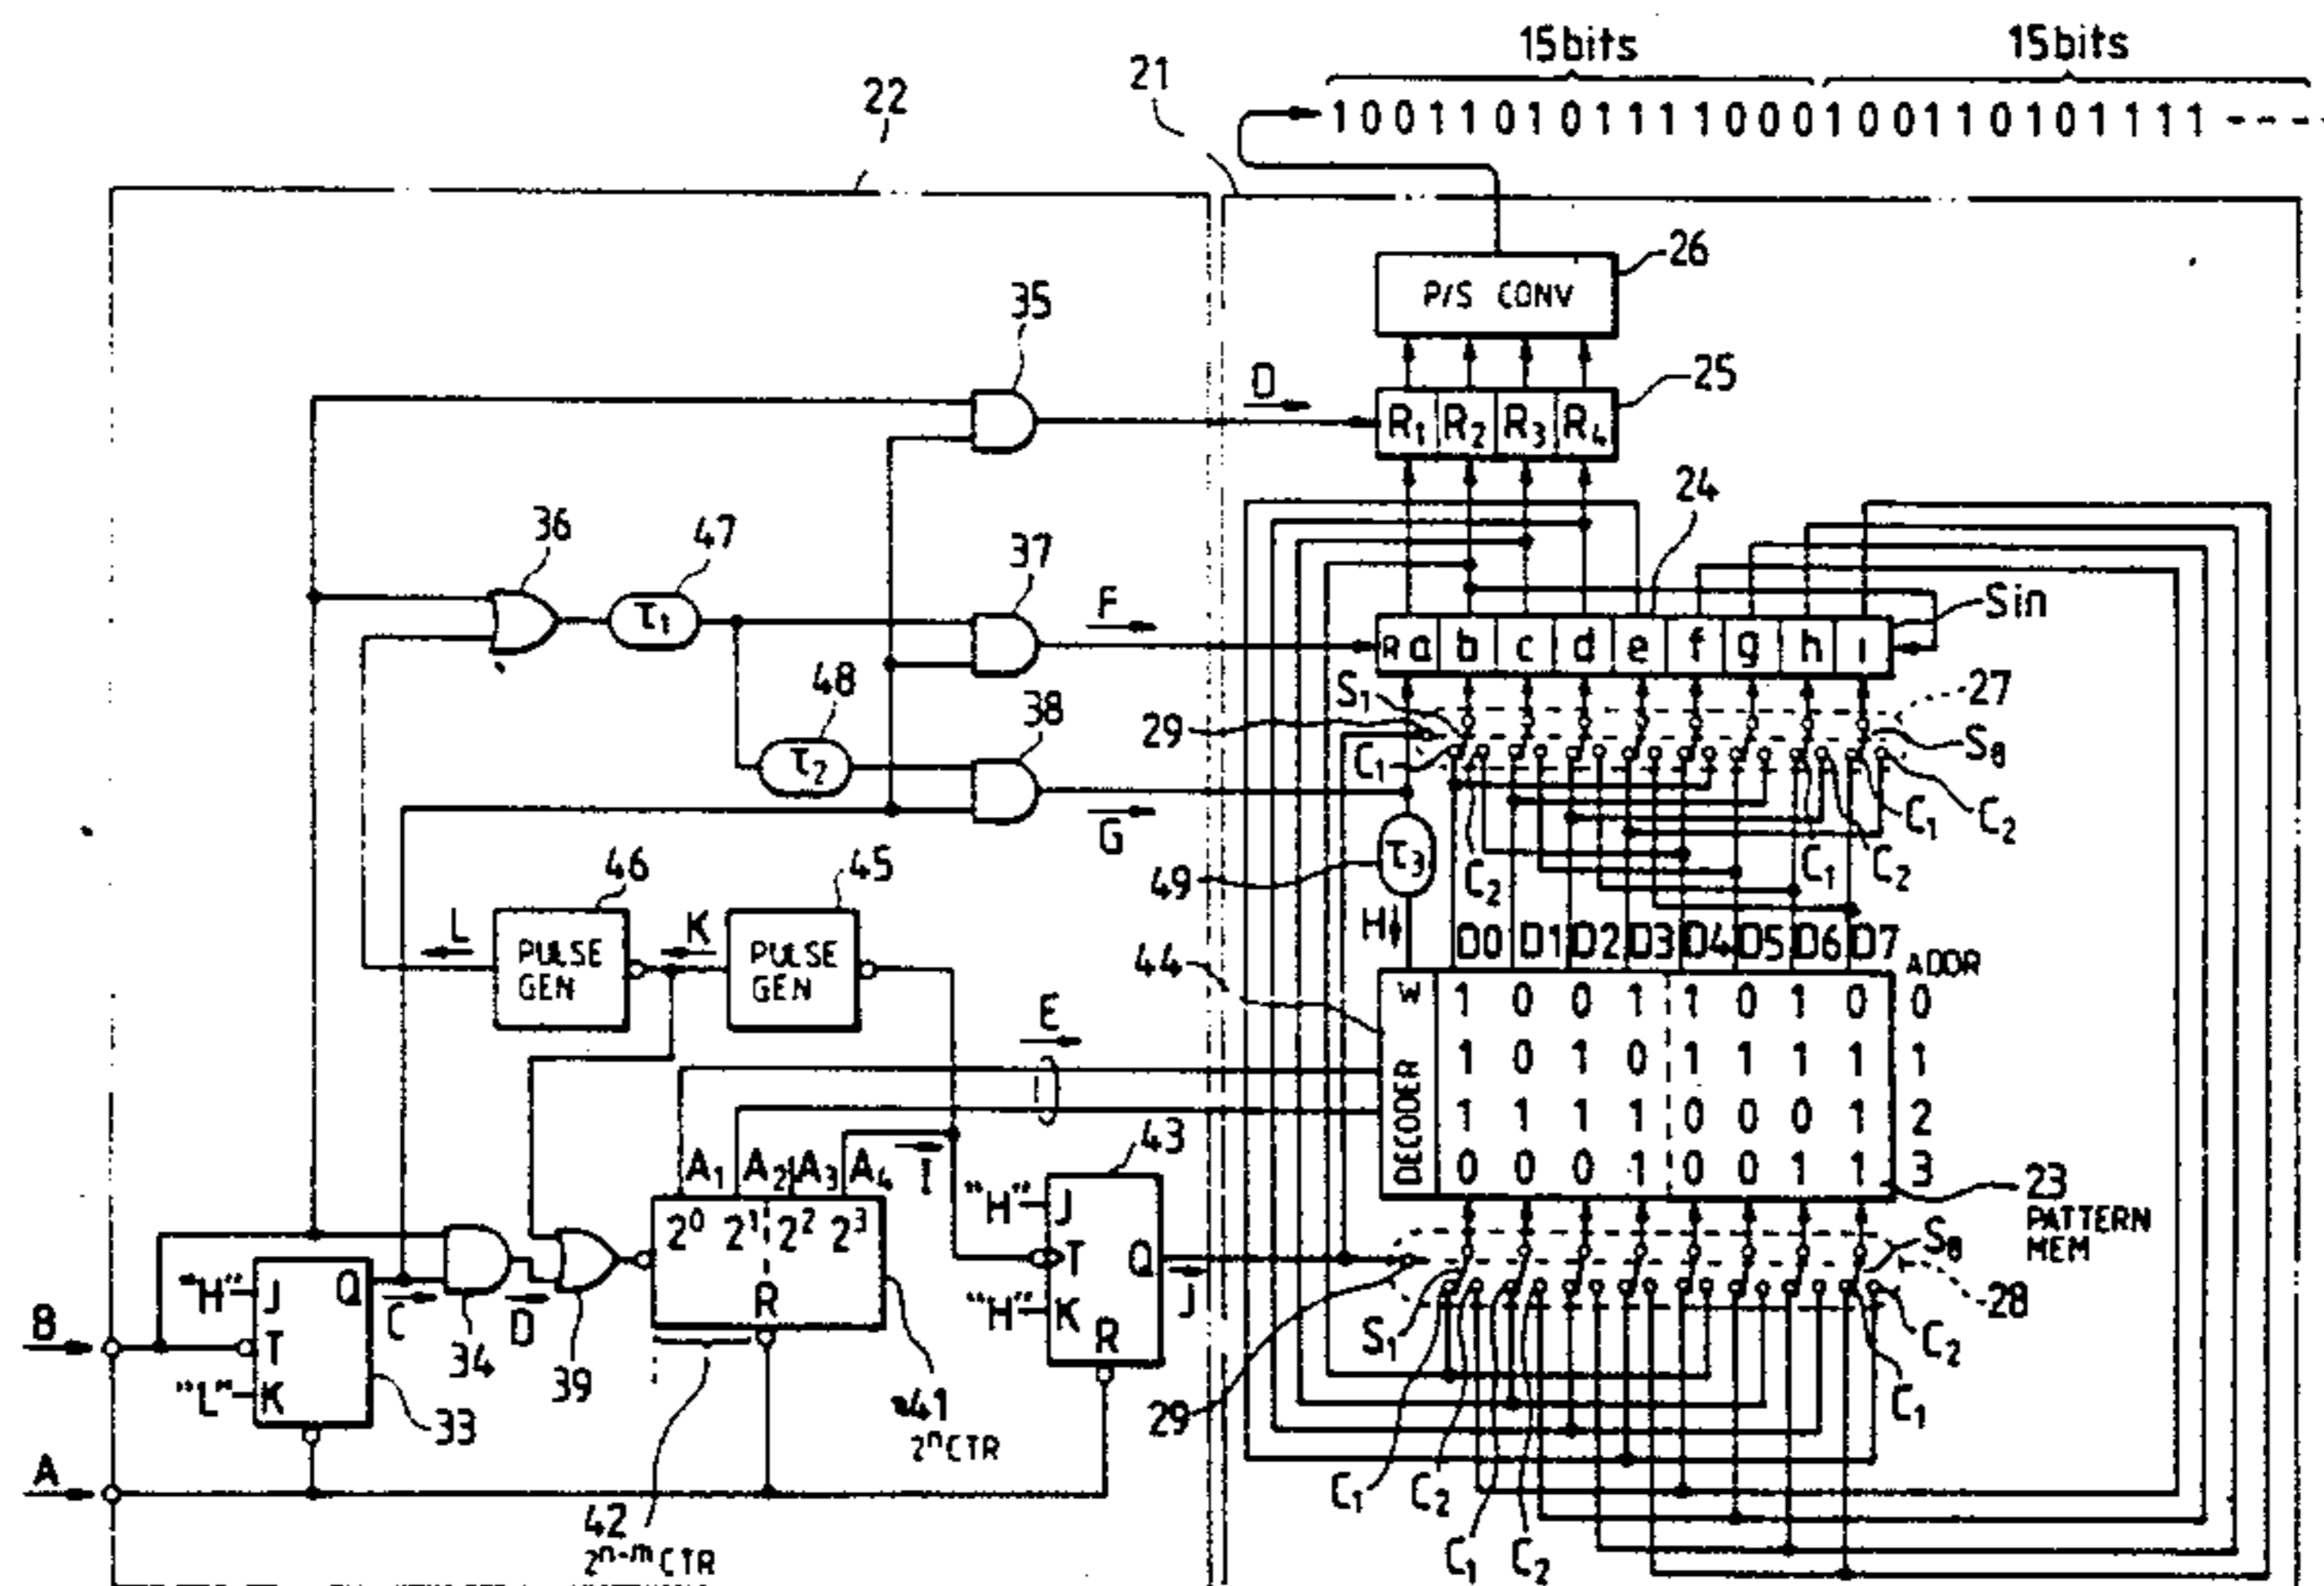 15bits 15bits
22 21
100110101111000100110101111----
26
P/S CONV
35
D
25
R1 R2 R3 R4
24
36 47
37
τ1
F
Sin
R a b c d e f g h i
48
38
S1
27
29
S8
τ2
C1
G
C1 C2
τ3
C2
C1 C2
49
46 45
H
L K
PULSE GEN
PULSE GEN
D0 D1 D2 D3 D4 D5 D6 D7
ADDR
44
W
1 0 0 1 1 0 1 0 0
1 0 1 0 1 1 1 1 1
1 1 1 1 0 0 0 1 2
0 0 0 1 0 0 1 1 3
DECODER
E
23
PATTERN MEM
43
A1 A2 A3 A4
I
2⁰ 2¹ 2² 2³
R
"H" J
T Q
"H" K
R
J
S8
28
29
S1
C1 C2 C1 C2
C1 C2
B
"H" J Q
T
"L" K
C
34
D
39
33
41
2ⁿCTR
A
42
2ⁿ⁻ᵐCTR